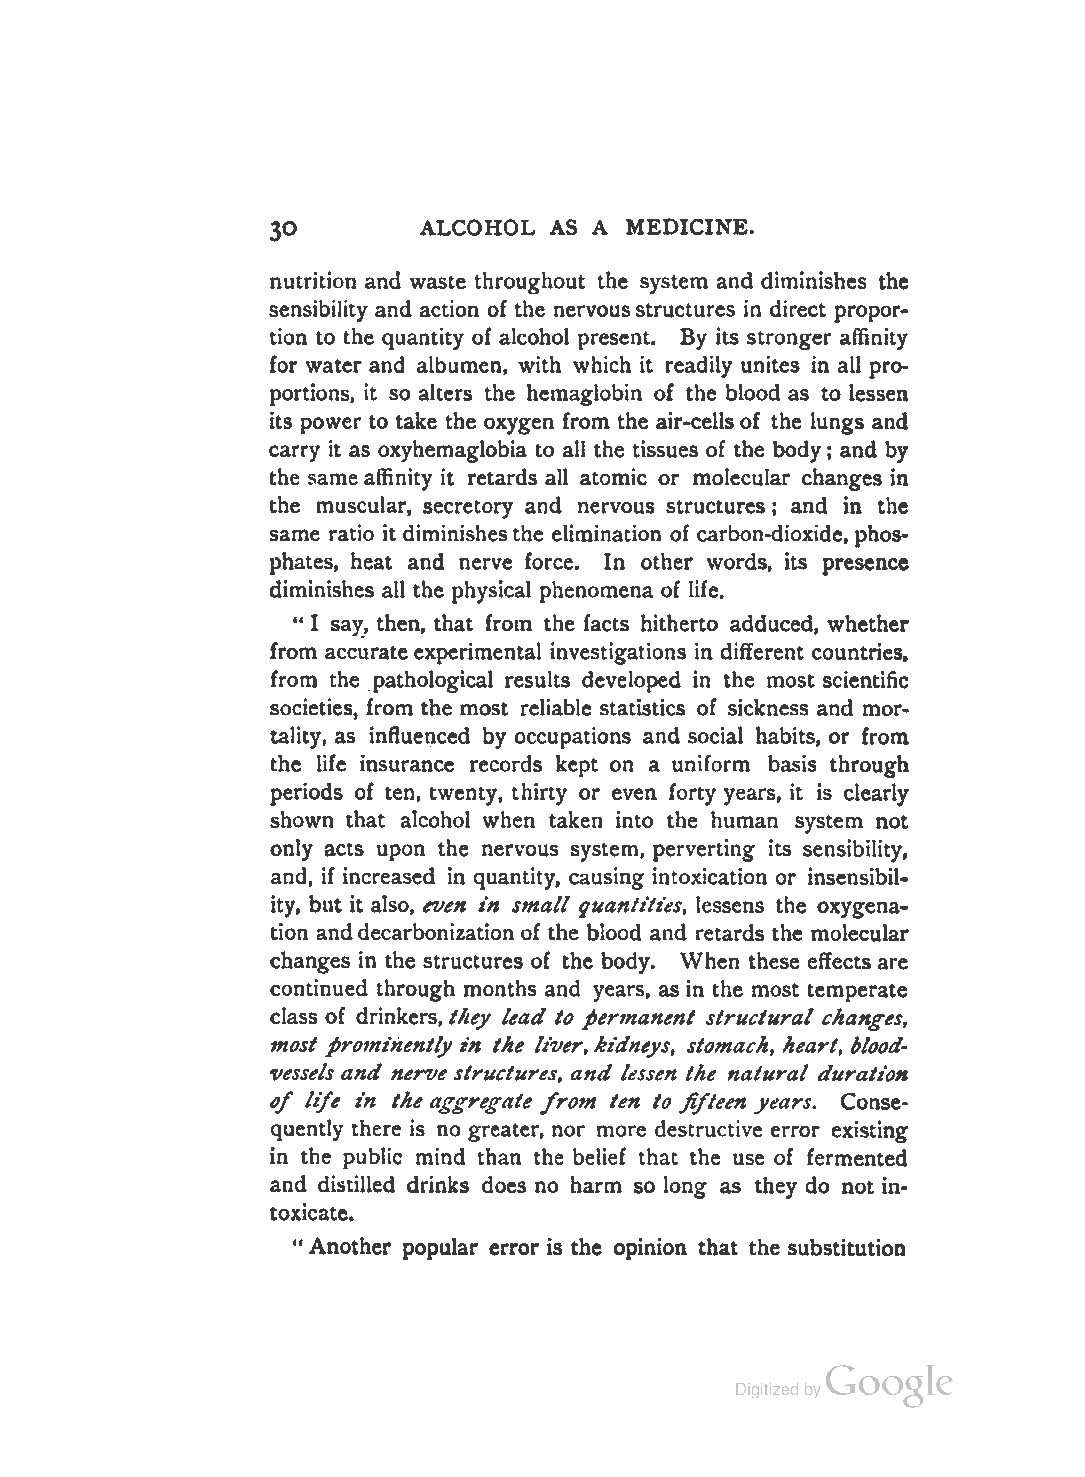 30 ALCOHOL AS A MEDICINE.
nutrition and waste throughout the system and diminishes the
sensibility and action of the nervous structures in direct propor-
tion to the quantity of alcohol present. By its stronger affinity
for water and albumen, with which it readily unites in all pro-
portions, it so alters the hemaglobin of the blood as to lessen
its power to take the oxygen from the air-cells of the lungs and
carry it as oxyhemaglobia to all the tissues of the body; and by
the same affinity it retards all atomic or molecular changes in
the muscular, secretory and nervous structures; and in the
same ratio it diminishes the elimination of carbon-dioxide, phos-
phates, heat and nerve force. In other words, its presence
diminishes all the physical phenomena of life.
"I say, then, that from the facts hitherto adduced, whether
from accurate experimental investigations in different countries,
from the pathological results developed in the most scientific
societies, from the most reliable statistics of sickness and mor-
tality, as influenced by occupations and social habits, or from
the life insurance records kept on a uniform basis through
periods of ten, twenty, thirty or even forty years, it is clearly
shown that alcohol when taken into the human system not
only acts upon the nervous system, perverting its sensibility,
and, if increased in quantity, causing intoxication or insensibil-
ity, but it also, even in small quantities, lessens the oxygena-
tion and decarbonization of the blood and retards the molecular
changes in the structures of the body. When these effects are
continued through months and years, as in the most temperate
class of drinkers, they lead to permanent structural changes,
most prominently in the liver, kidneys, stomach, heart, blood-
vessels and nerve structures, and lessen the natural duration
of life in the aggregate from ten to fifteen years. Conse-
quently there is no greater, nor more destructive error existing
in the public mind than the belief that the use of fermented
and distilled drinks does no harm so long as they do not in-
toxicate.
"Another popular error is the opinion that the substitution
Digitized by Google